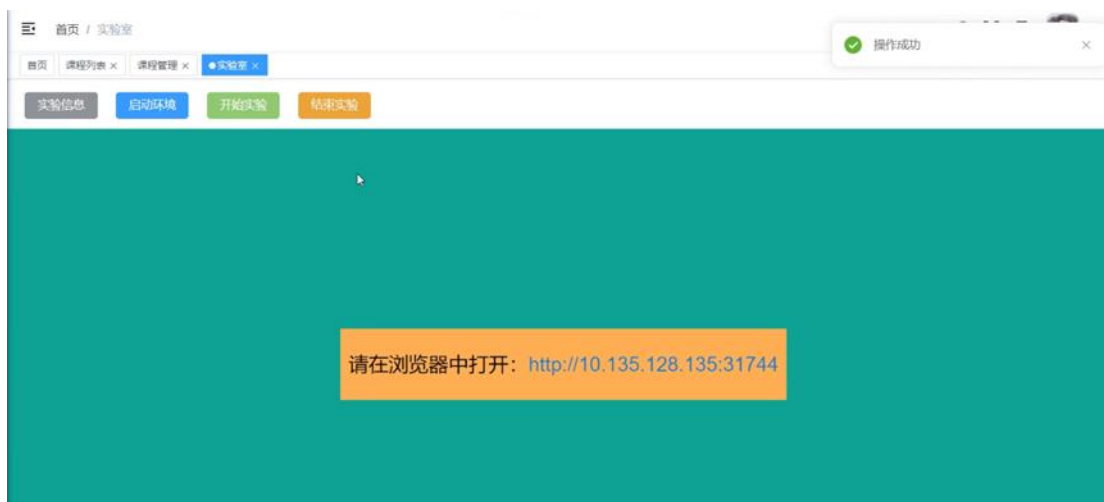 首页 / 实验室
操作成功
首页 课程列表 × 课程管理 × 实验室 ×
实验信息 启动环境 开始实验 结束实验
请在浏览器中打开：http://10.135.128.135:31744